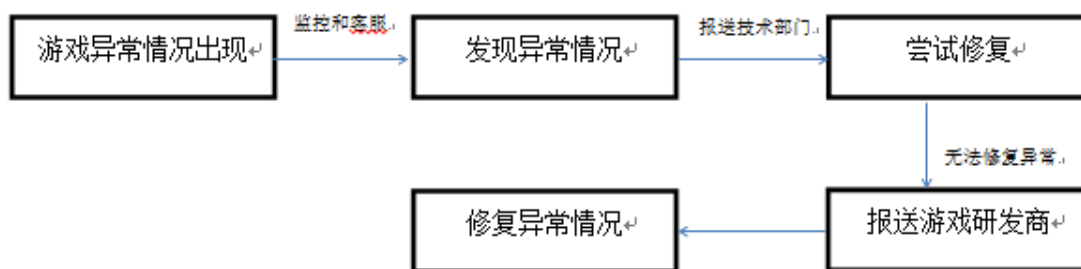 游戏异常情况出现
监控和客服
发现异常情况
报送技术部门
尝试修复
无法修复异常
报送游戏研发商
修复异常情况